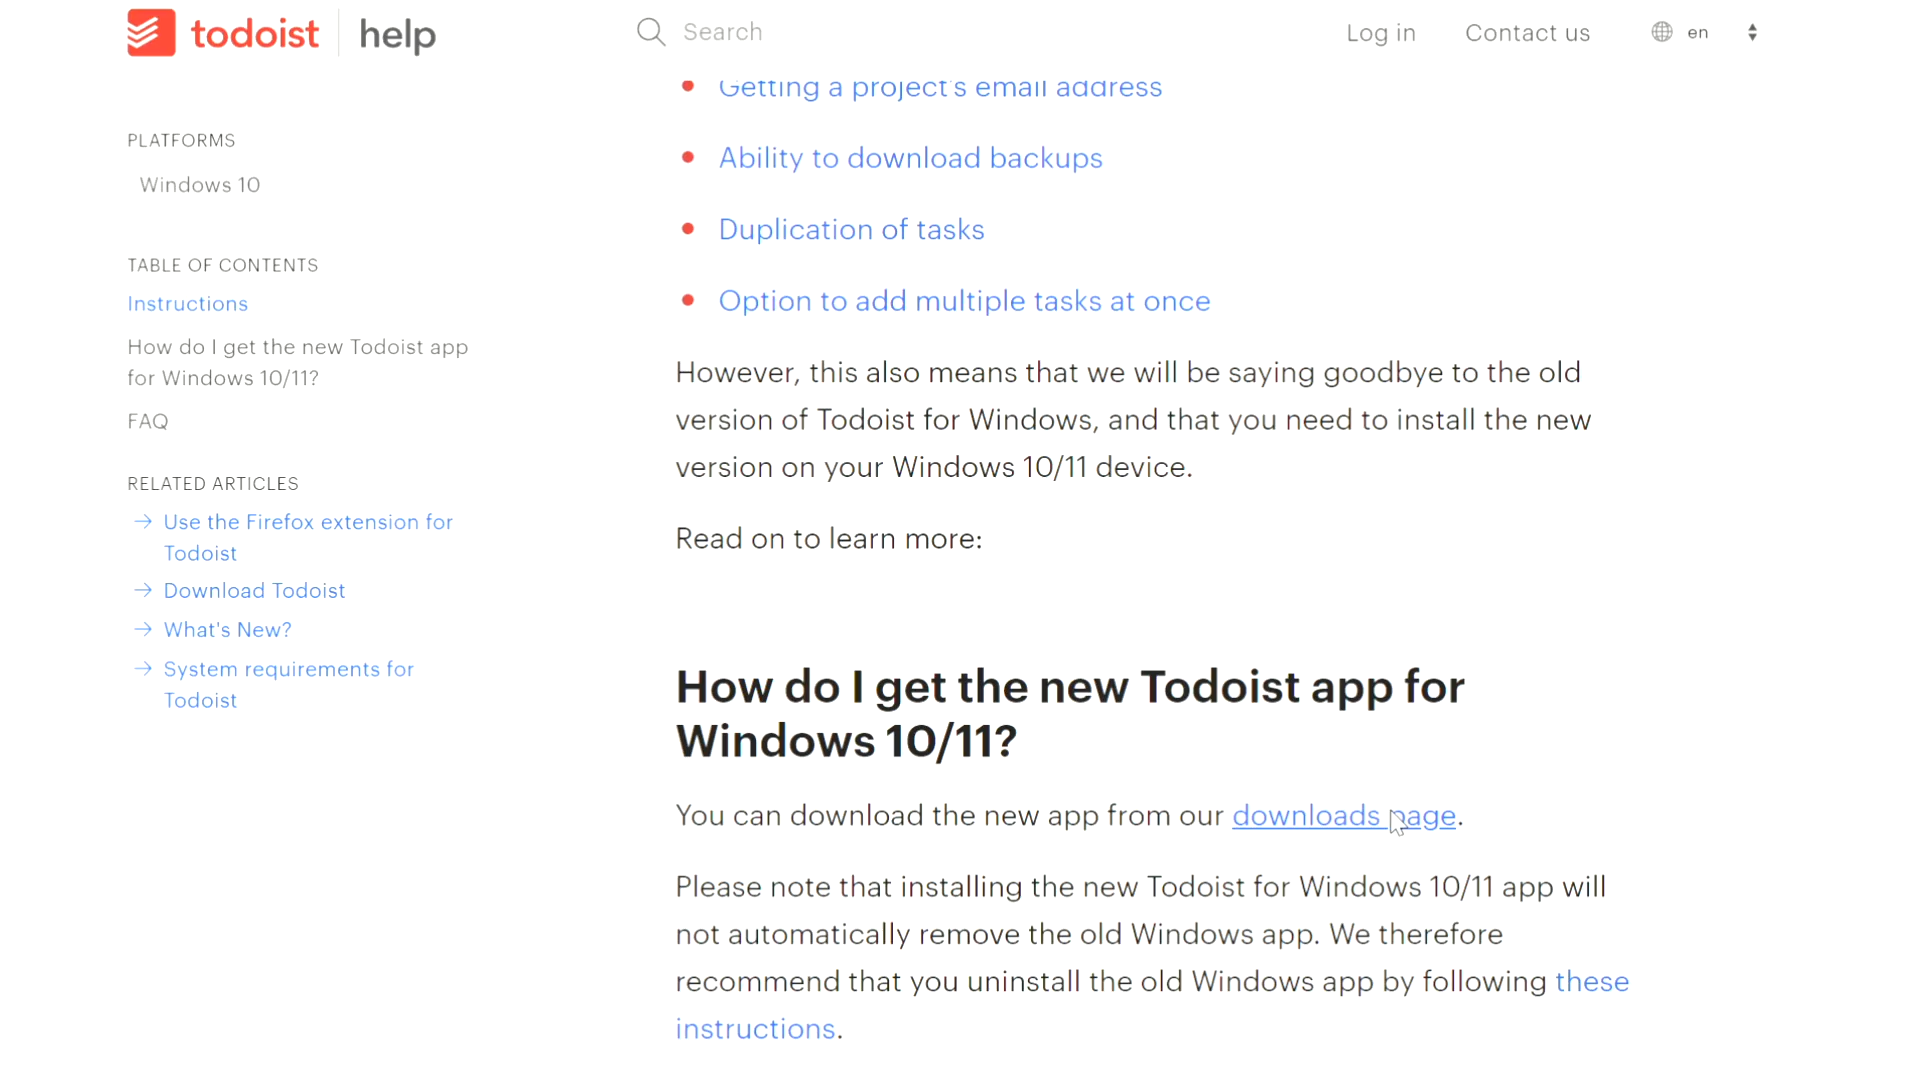 todoist help
Search
Log in
Contact us
en
PLATFORMS
Windows 10
TABLE OF CONTENTS
Instructions
How do I get the new Todoist app
for Windows 10/11?
FAQ
RELATED ARTICLES
Use the Firefox extension for
Todoist
Download Todoist
What's New?
System requirements for
Todoist
Getting a project's email address
Ability to download backups
Duplication of tasks
Option to add multiple tasks at once
However, this also means that we will be saying goodbye to the old
version of Todoist for Windows, and that you need to install the new
version on your Windows 10/11 device.
Read on to learn more:
How do I get the new Todoist app for
Windows 10/11?
You can download the new app from our downloads page.
Please note that installing the new Todoist for Windows 10/11 app will
not automatically remove the old Windows app. We therefore
recommend that you uninstall the old Windows app by following these
instructions.